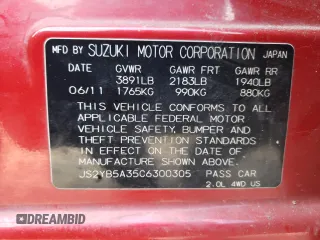 MFD BY SUZUKI MOTOR CORPORATION JAPAN
DATE GVWR GAWR FRT GAWR RR
3891LB 2183LB 1940LB
06/11 1765KG 990KG 880KG
THIS VEHICLE CONFORMS TO ALL
APPLICABLE FEDERAL MOTOR
VEHICLE SAFETY, BUMPER AND
THEFT PREVENTION STANDARDS
IN EFFECT ON THE DATE OF
MANUFACTURE SHOWN ABOVE.
JS2YB5A35C6300305 PASS CAR
2.0L 4WD US
DREAMBID